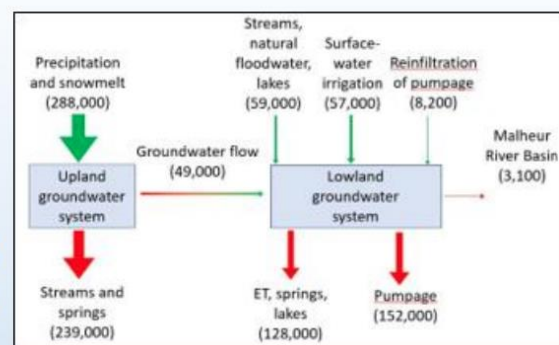 Precipitation
and snowmelt
(288,000)
Streams,
natural
floodwater,
lakes
(59,000)
Surface-
water
irrigation
(57,000)
Reinfiltration
of pumpage
(8,200)
Groundwater flow
(49,000)
Malheur
River Basin
(3,100)
Upland
groundwater
system
Lowland
groundwater
system
Streams and
springs
(239,000)
ET, springs,
lakes
(128,000)
Pumpage
(152,000)